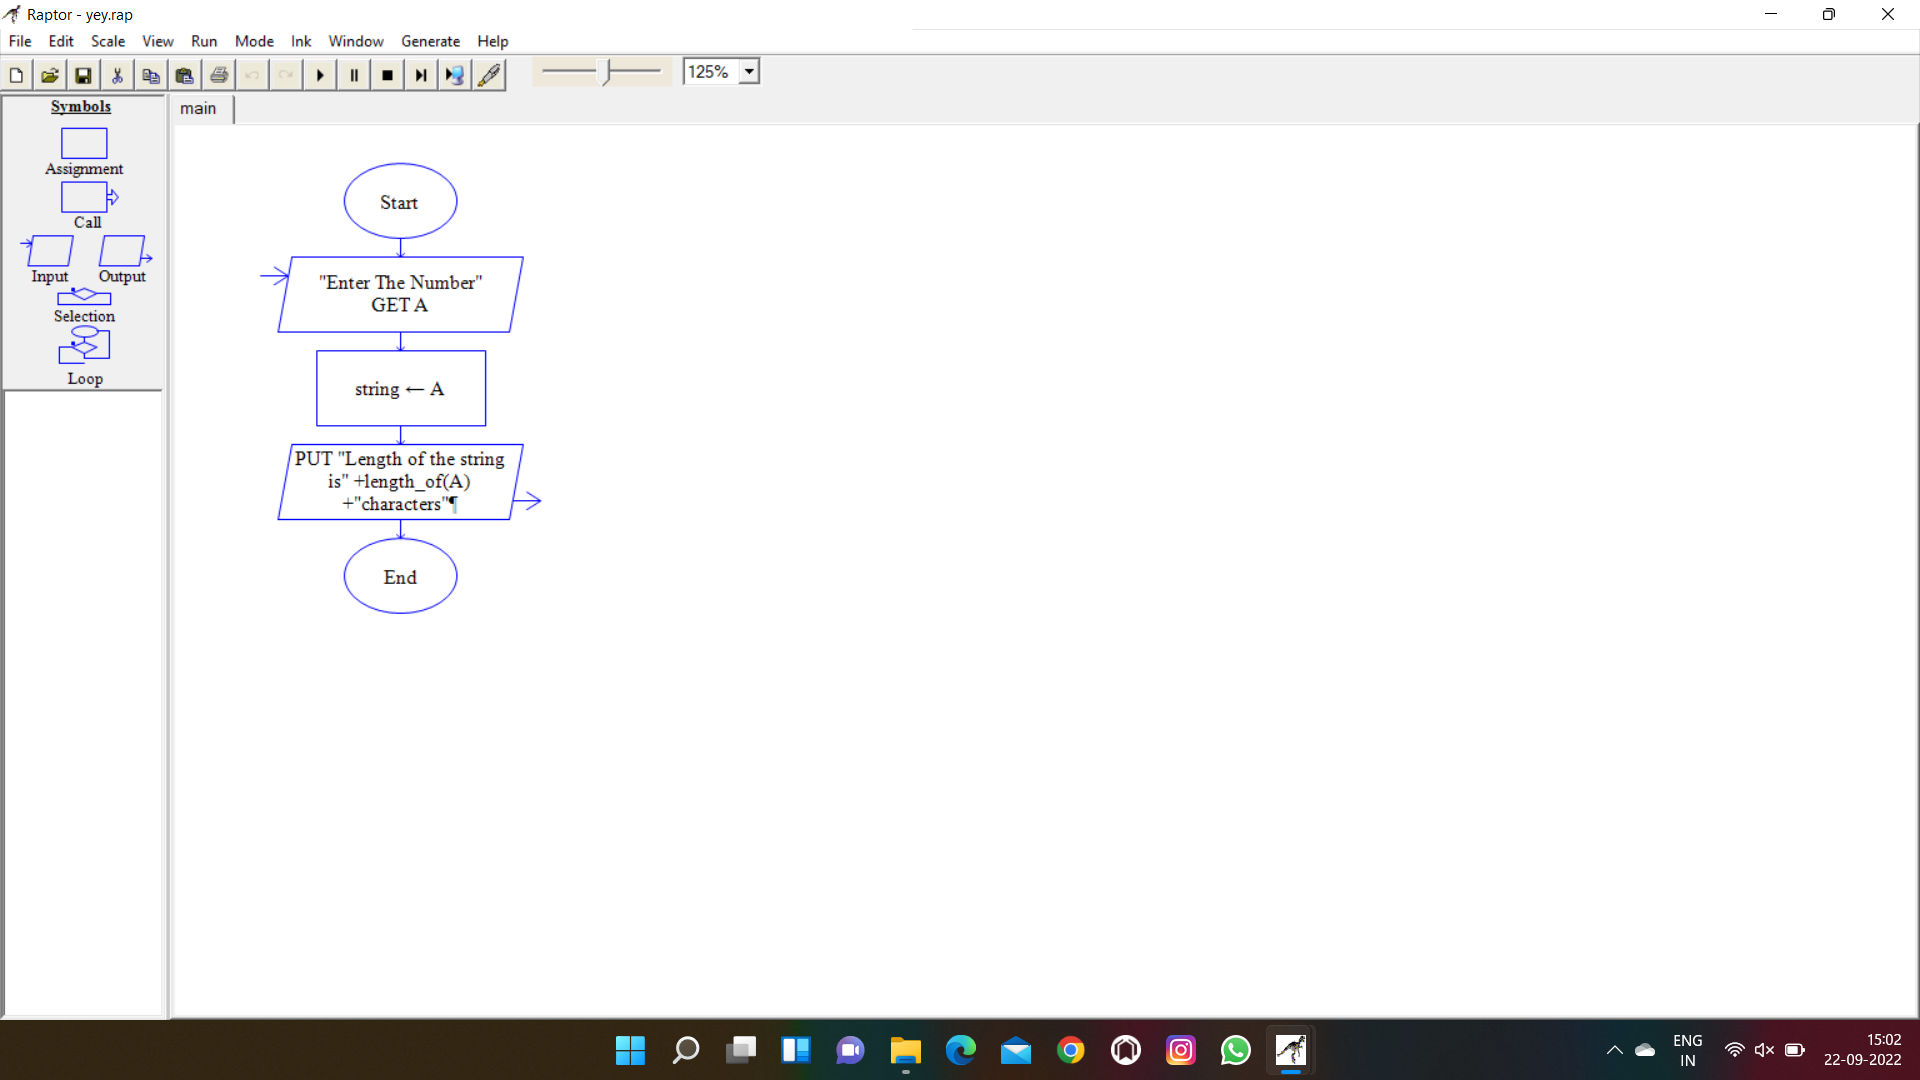 Raptor - yey.rap
File Edit Scale View Run Mode Ink Window Generate Help
125%
Symbols
main
Assignment
Call
Input Output
Selection
Loop
Start
"Enter The Number"
GET A
string ← A
PUT "Length of the string
is" +length_of(A)
+"characters"¶
End
ENG
IN
15:02
22-09-2022